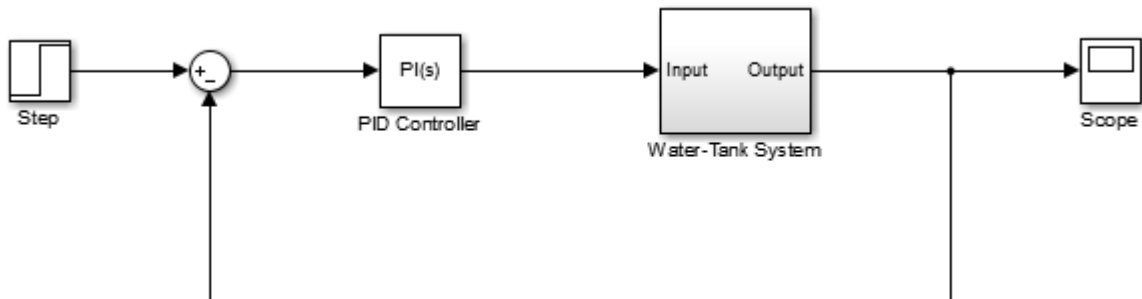 Step
+
−
PI(s)
PID Controller
Input
Output
Water-Tank System
Scope